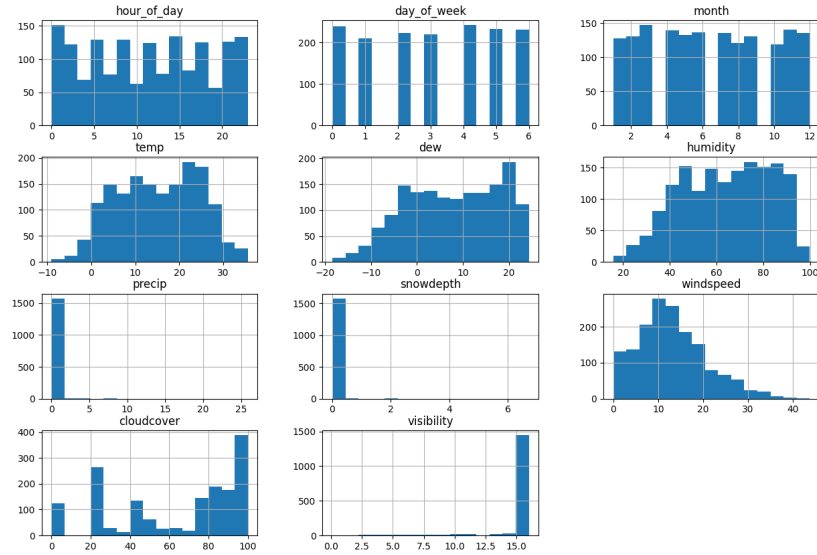 hour_of_day day_of_week month
150 100 50 0
0 5 10 15 20
200 100 0
0 1 2 3 4 5 6
150 100 50 0
2 4 6 8 10 12
temp dew humidity
200 150 100 50 0
−10 0 10 20 30
200 150 100 50 0
−20 −10 0 10 20
150 100 50 0
20 40 60 80 100
precip snowdepth windspeed
1500 1000 500 0
0 5 10 15 20 25
1500 1000 500 0
0 2 4 6
200 100 0
0 10 20 30 40
cloudcover visibility
400 300 200 100 0
0 20 40 60 80 100
1500 1000 500 0
0.0 2.5 5.0 7.5 10.0 12.5 15.0